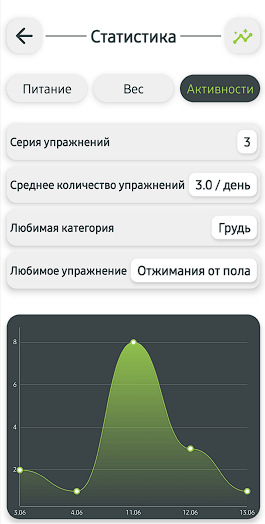 Статистика
Питание Вес Активности
Серия упражнений 3
Среднее количество упражнений 3.0 / день
Любимая категория Грудь
Любимое упражнение Отжимания от пола
8
6
4
2
3.06 4.06 11.06 12.06 13.06